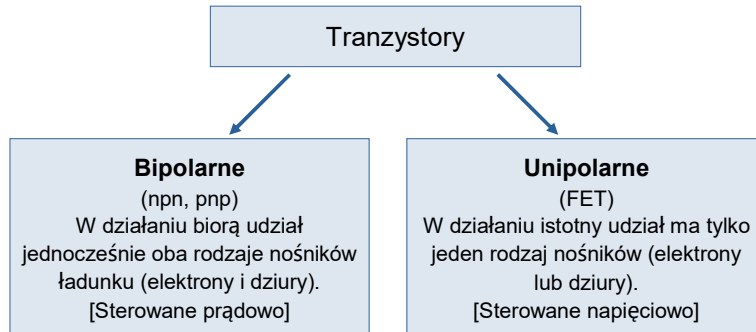 Tranzystory
Bipolarne
(npn, pnp)
W działaniu biorą udział
jednocześnie oba rodzaje nośników
ładunku (elektrony i dziury).
[Sterowane prądowo]
Unipolarne
(FET)
W działaniu istotny udział ma tylko
jeden rodzaj nośników (elektrony
lub dziury).
[Sterowane napięciowo]